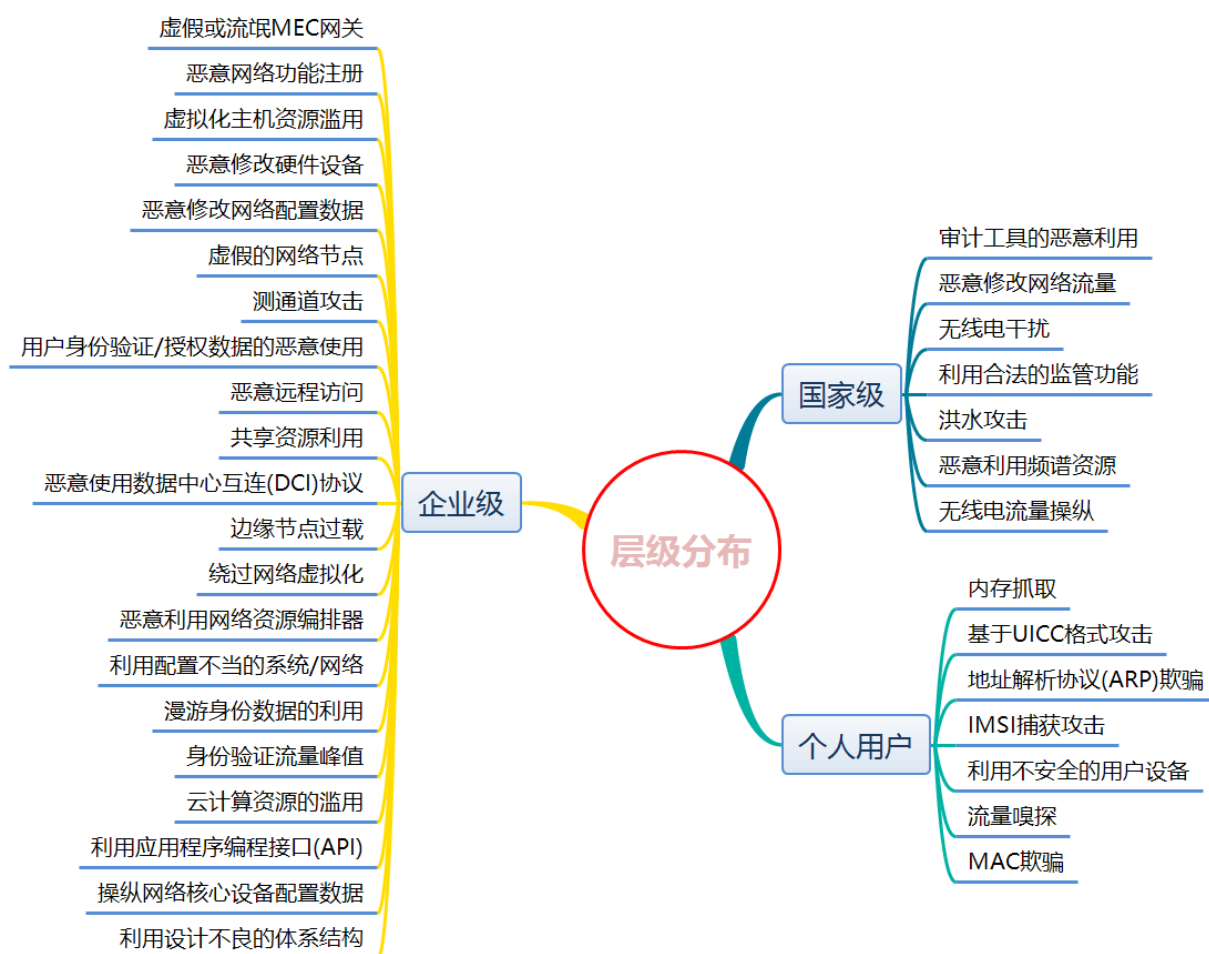 虚假或流氓MEC网关
恶意网络功能注册
虚拟化主机资源滥用
恶意修改硬件设备
恶意修改网络配置数据
虚假的网络节点
测通道攻击
用户身份验证/授权数据的恶意使用
恶意远程访问
共享资源利用
恶意使用数据中心互连(DCI)协议
边缘节点过载
绕过网络虚拟化
恶意利用网络资源编排器
利用配置不当的系统/网络
漫游身份数据的利用
身份验证流量峰值
云计算资源的滥用
利用应用程序编程接口(API)
操纵网络核心设备配置数据
利用设计不良的体系结构
企业级
层级分布
国家级
审计工具的恶意利用
恶意修改网络流量
无线电干扰
利用合法的监管功能
洪水攻击
恶意利用频谱资源
无线电流量操纵
个人用户
内存抓取
基于UICC格式攻击
地址解析协议(ARP)欺骗
IMSI捕获攻击
利用不安全的用户设备
流量嗅探
MAC欺骗